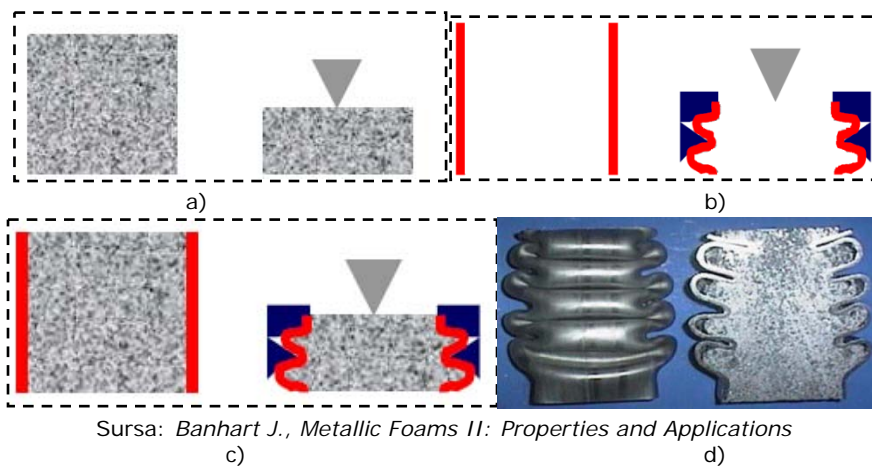 a)
b)
Sursa: Banhart J., Metallic Foams II: Properties and Applications
c)
d)